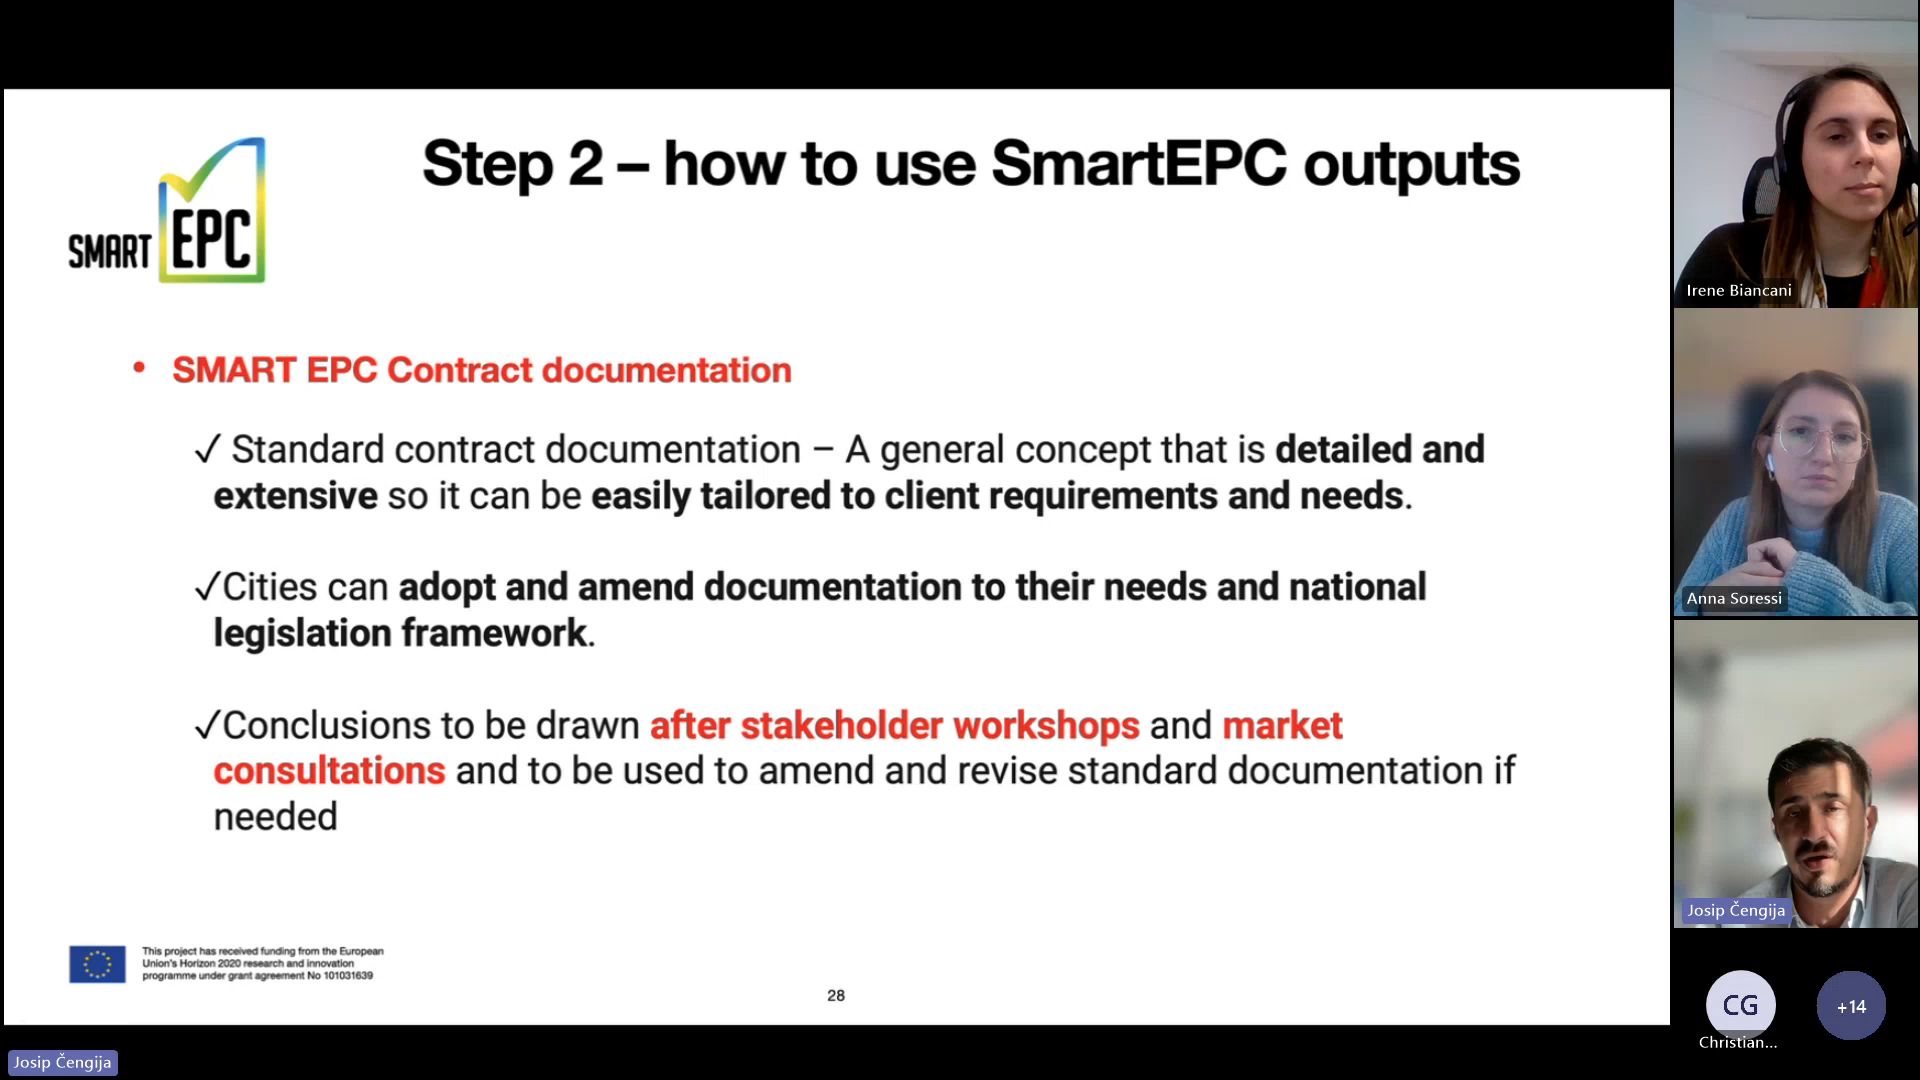 SMART EPC
Step 2 – how to use SmartEPC outputs
• SMART EPC Contract documentation
✓ Standard contract documentation – A general concept that is detailed and
extensive so it can be easily tailored to client requirements and needs.
✓Cities can adopt and amend documentation to their needs and national
legislation framework.
✓Conclusions to be drawn after stakeholder workshops and market
consultations and to be used to amend and revise standard documentation if
needed
This project has received funding from the European
Union's Horizon 2020 research and innovation
programme under grant agreement No 101031639
28
Josip Čengija
Irene Biancani
Anna Soressi
Josip Čengija
CG
Christian...
+14